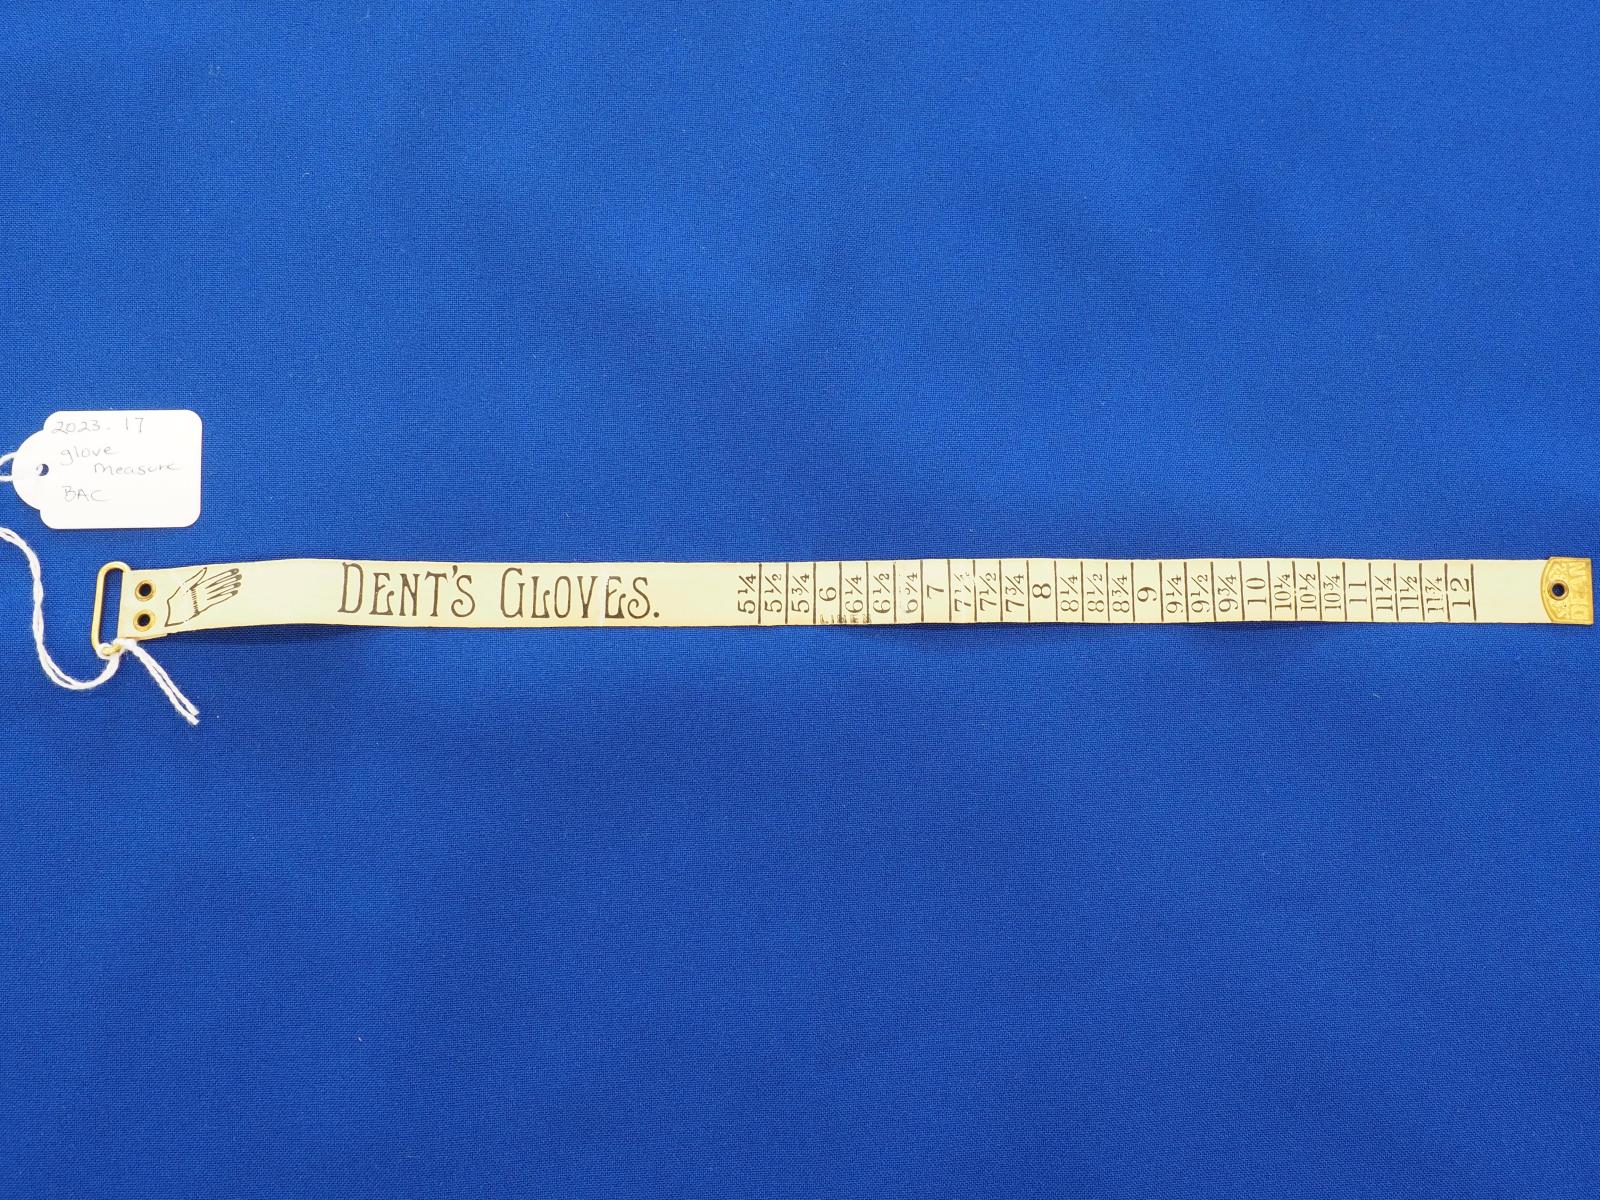 2023.17
glove
measure
BAC
DENT'S GLOVES.
5¼ 5½ 5¾ 6 6¼ 6½ 6¾ 7 7¼ 7½ 7¾ 8 8¼ 8½ 8¾ 9 9¼ 9½ 9¾ 10 10¼ 10½ 10¾ 11 11¼ 11½ 11¾ 12